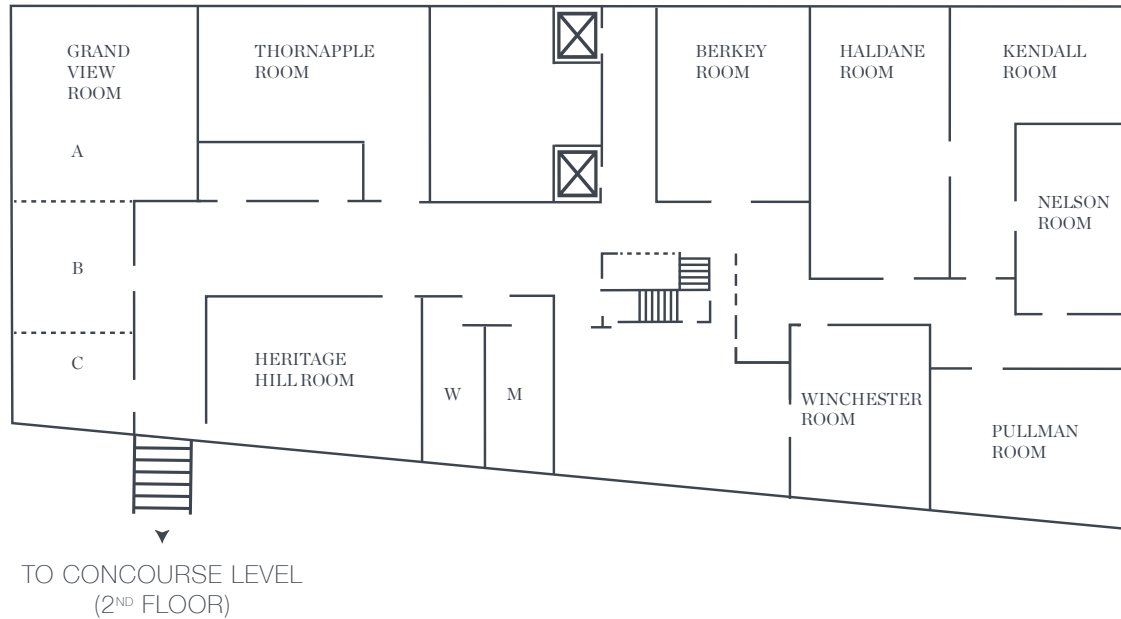 GRAND
VIEW
ROOM
A
B
C
THORNAPPLE
ROOM
BERKEY
ROOM
HALDANE
ROOM
KENDALL
ROOM
NELSON
ROOM
HERITAGE
HILL ROOM
W
M
WINCHESTER
ROOM
PULLMAN
ROOM
TO CONCOURSE LEVEL
(2ND FLOOR)